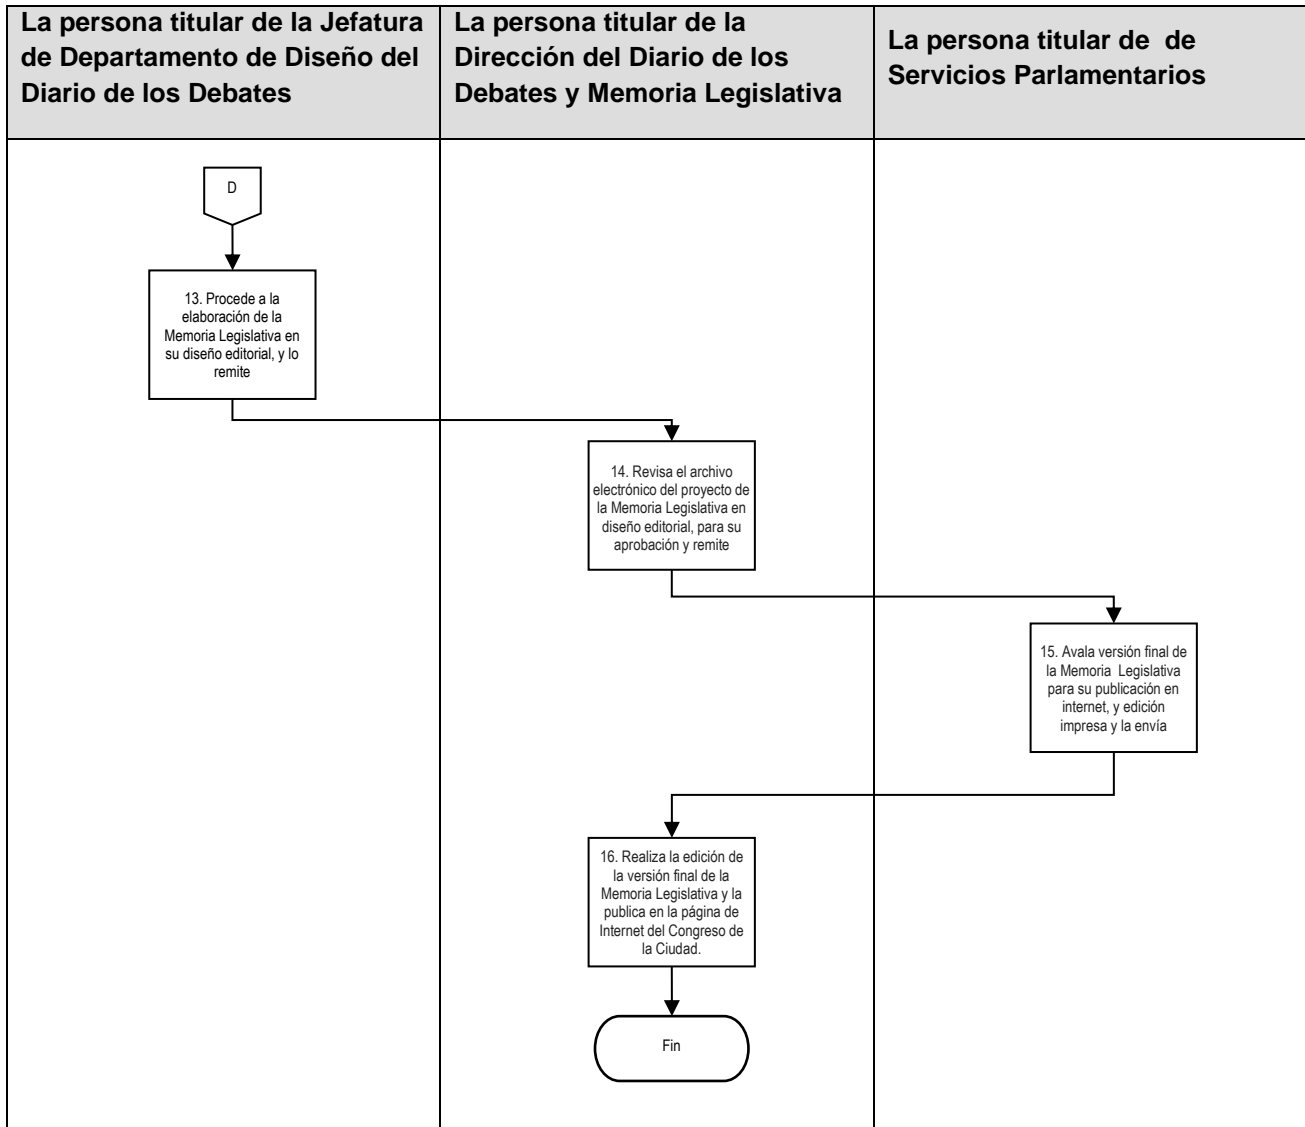 La persona titular de la Jefatura
de Departamento de Diseño del
Diario de los Debates
La persona titular de la
Dirección del Diario de los
Debates y Memoria Legislativa
La persona titular de  de
Servicios Parlamentarios
D
13. Procede a la
elaboración de la
Memoria Legislativa en
su diseño editorial, y lo
remite
14. Revisa el archivo
electrónico del proyecto de
la Memoria Legislativa en
diseño editorial, para su
aprobación y remite
15. Avala versión final de
la Memoria  Legislativa
para su publicación en
internet, y edición
impresa y la envía
16. Realiza la edición de
la versión final de la
Memoria Legislativa y la
publica en la página de
Internet del Congreso de
la Ciudad.
Fin